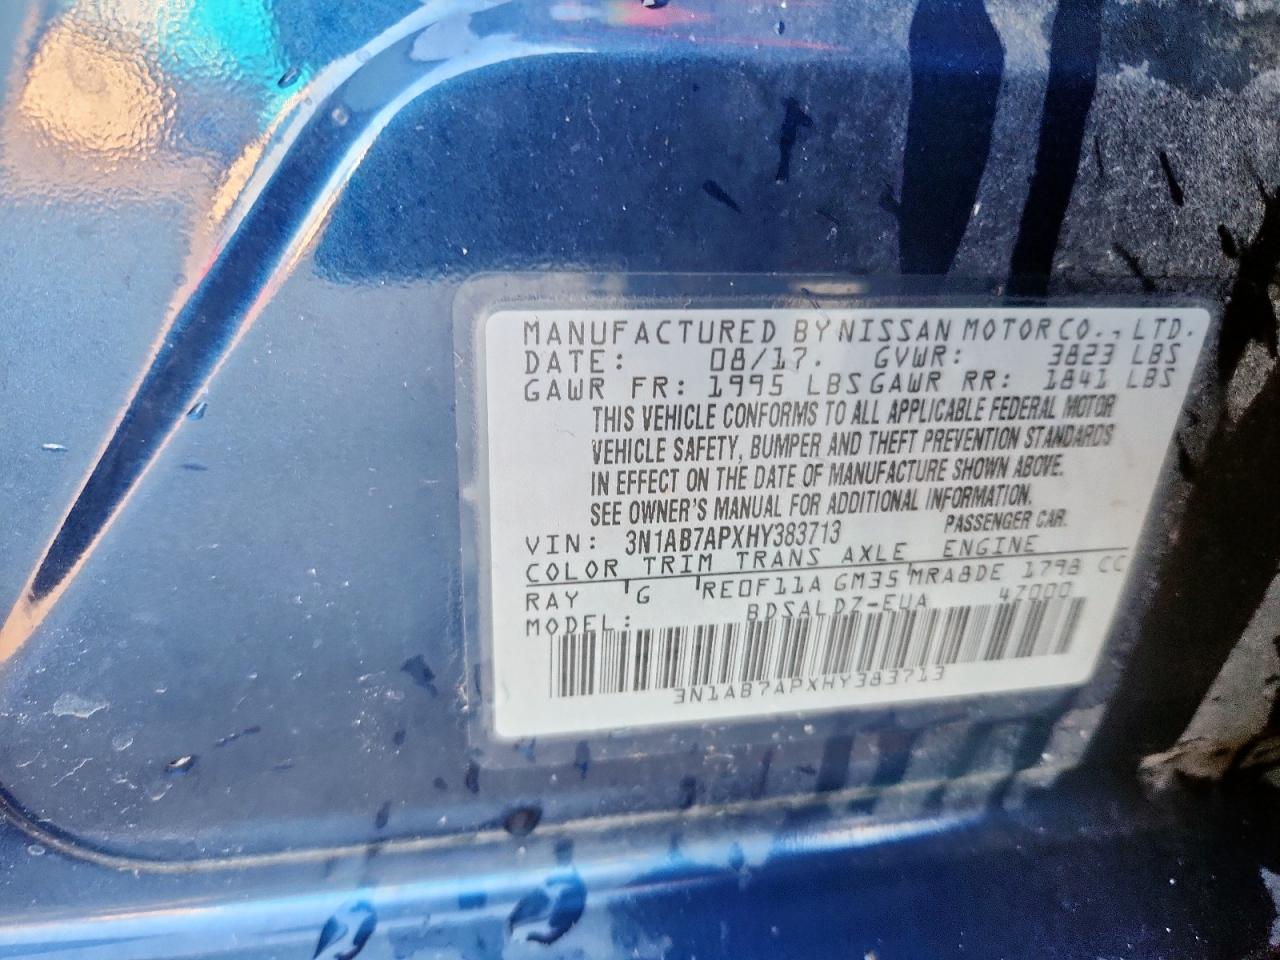 MANUFACTURED BY NISSAN MOTOR CO., LTD.
DATE: 08/17. GVWR: 3823 LBS
GAWR FR: 1995 LBS GAWR RR: 1841 LBS
THIS VEHICLE CONFORMS TO ALL APPLICABLE FEDERAL MOTOR
VEHICLE SAFETY, BUMPER AND THEFT PREVENTION STANDARDS
IN EFFECT ON THE DATE OF MANUFACTURE SHOWN ABOVE.
SEE OWNER'S MANUAL FOR ADDITIONAL INFORMATION.
VIN: 3N1AB7APXHY383713 PASSENGER CAR.
COLOR TRIM TRANS AXLE ENGINE
RAY G RE0F11A GM35 MRA8DE 1798 CC
MODEL: BDSALDZ-EUA 47000
3N1AB7APXHY383713